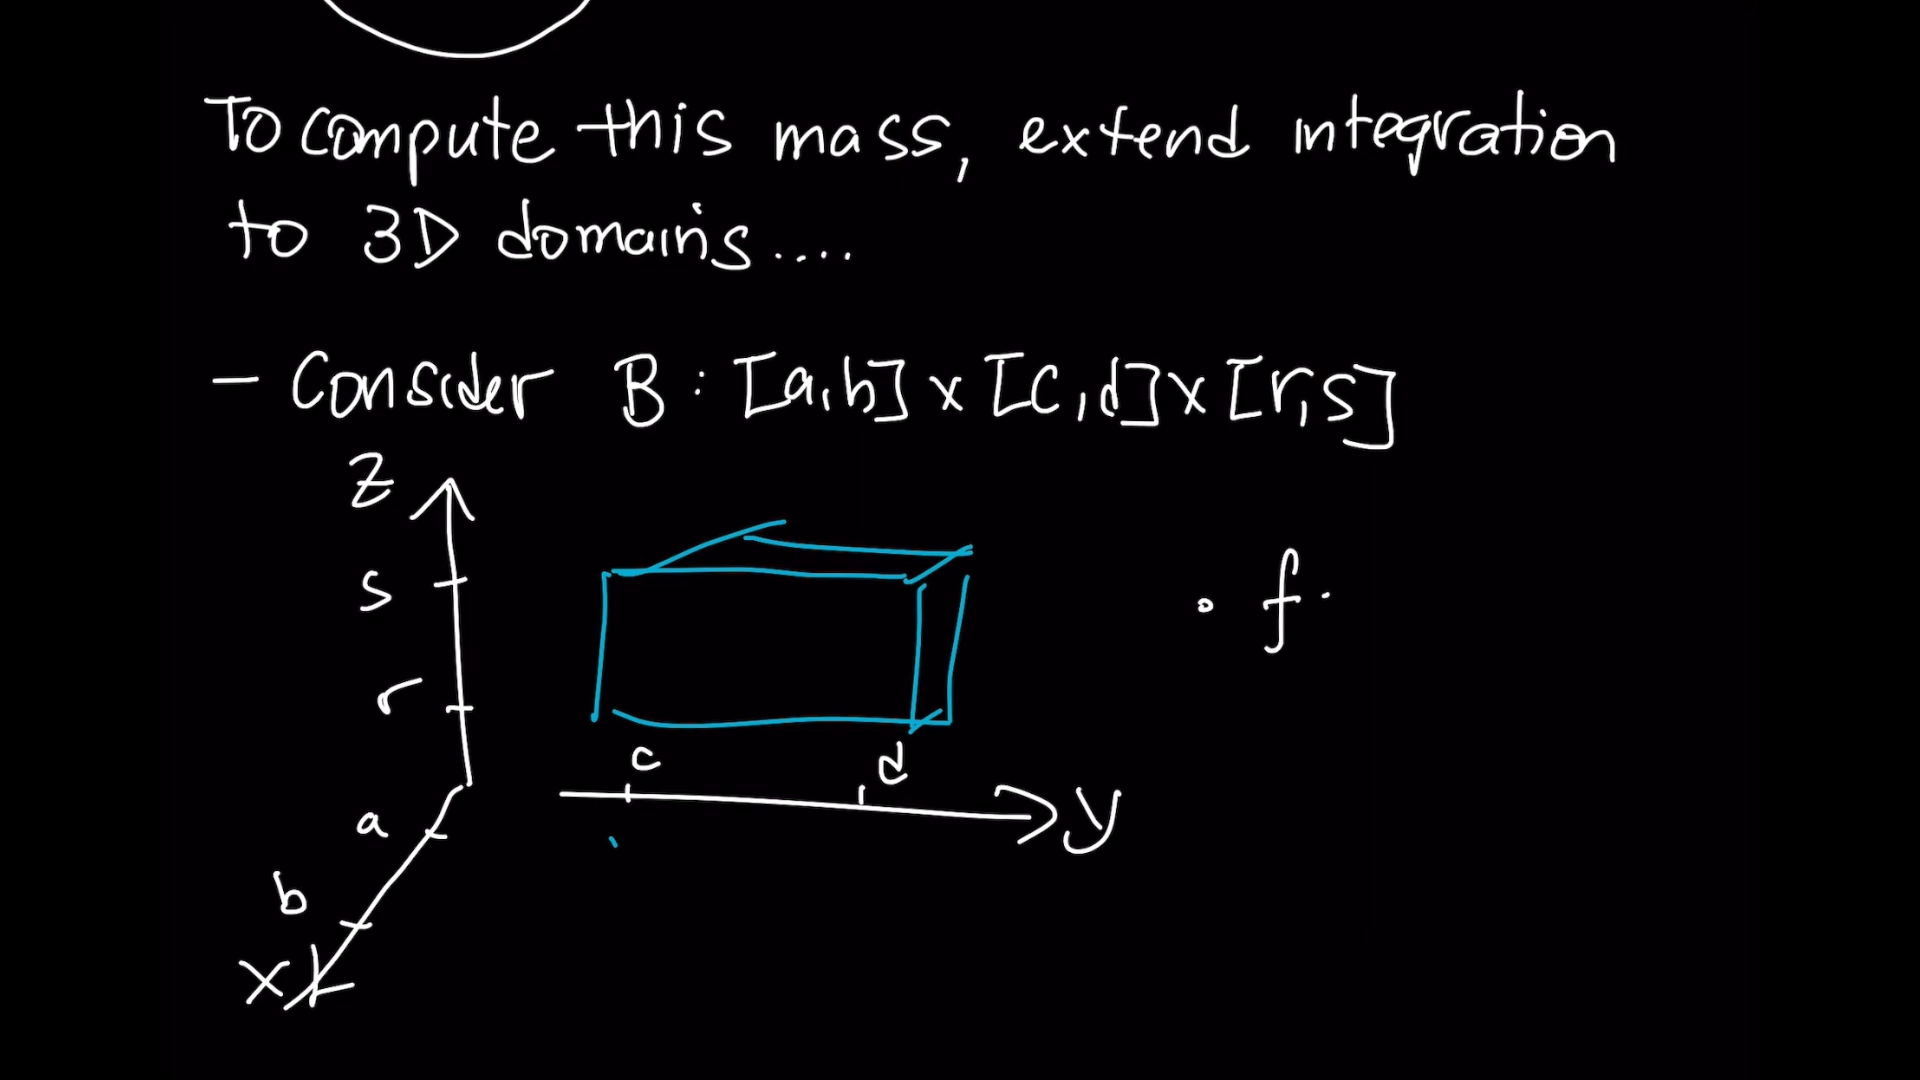 To compute this mass, extend integration
to 3D domains....
- Consider B: [a,b] x [c,d] x [r,s]
z
s
• f.
r
c d
a
y
b
x